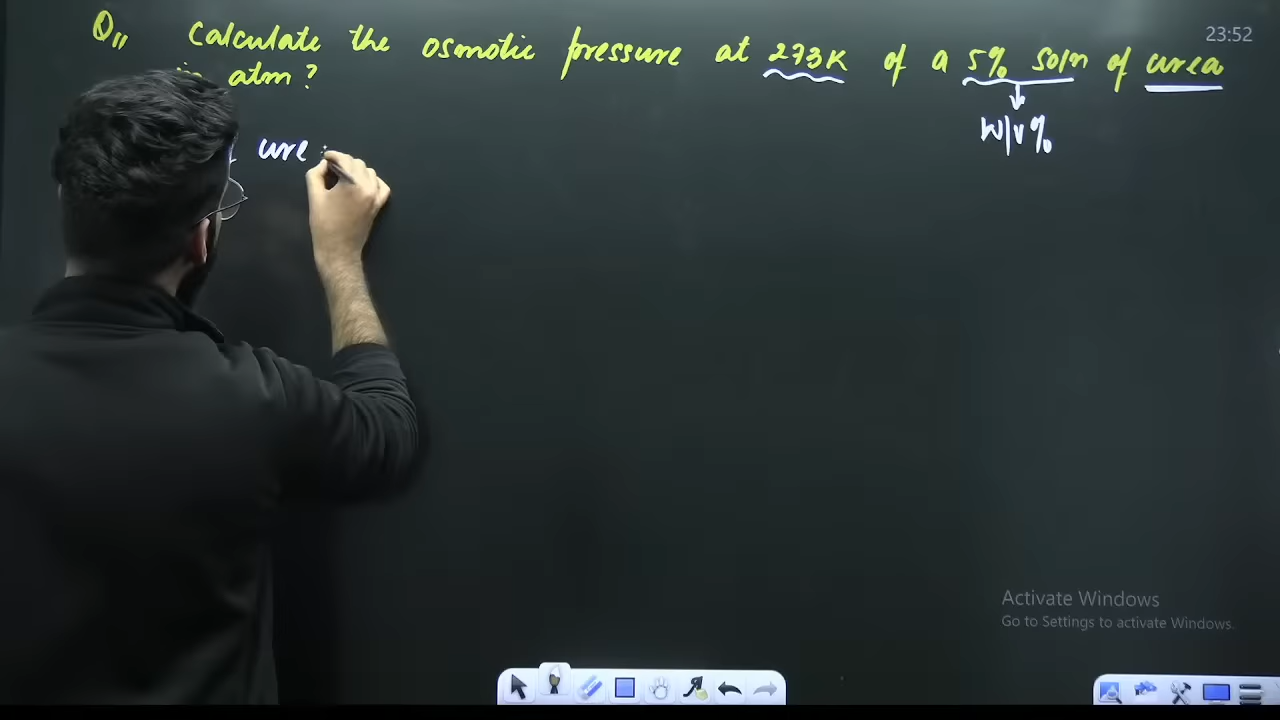 Q11 Calculate the osmotic pressure at 273K of a 5% soln of urea
atm?
W/v%
ure
23:52
Activate Windows
Go to Settings to activate Windows.